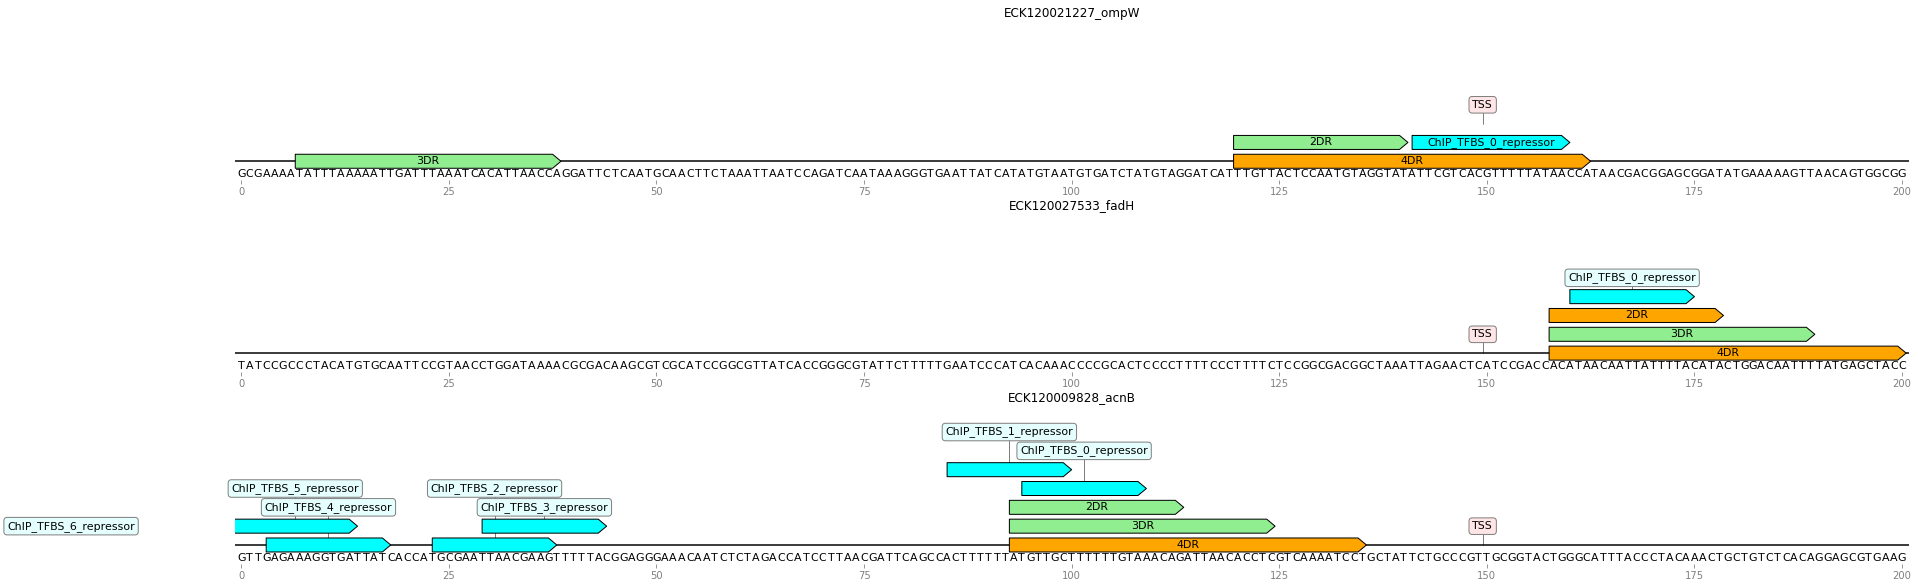 ECK120021227_ompW
TSS
2DR
ChIP_TFBS_0_repressor
3DR
4DR
GCGAAAATATTTAAAAATTGATTTAAATCACATTAACCAGGATTCTCAATGCAACTTCTAAATTAATCCAGATCAATAAAGGGTGAATTATCATATGTAATGTGATCTATGTAGGATCATTTGTTACTCCAATGTAGGTATATTCGTCACGTTTTTATAACCATAACGACGGAGCGGATATGAAAAAGTTAACAGTGGCGG
0 25 50 75 100 125 150 175 200
ECK120027533_fadH
ChIP_TFBS_0_repressor
2DR
TSS
3DR
4DR
TATCCGCCCTACATGTGCAATTCCGTAACCTGGATAAAACGCGACAAGCGTCGCATCCGGCGTTATCACCGGGCGTATTCTTTTTGAATCCCATCACAAACCCCGCACTCCCCTTTTCCCTTTTCTCCGGCGACGGCTAAATTAGAACTCATCCGACCACATAACAATTATTTTACATACTGGACAATTTTATGAGCTACC
0 25 50 75 100 125 150 175 200
ECK120009828_acnB
ChIP_TFBS_1_repressor
ChIP_TFBS_0_repressor
ChIP_TFBS_5_repressor
ChIP_TFBS_2_repressor
ChIP_TFBS_4_repressor
ChIP_TFBS_3_repressor
2DR
ChIP_TFBS_6_repressor
3DR
TSS
4DR
GTTGAGAAAGGTGATTATCACCATGCGAATTAACGAAGTTTTTACGGAGGGAAACAATCTCTAGACCATCCTTAACGATTCAGCCACTTTTTTATGTTGCTTTTTTGTAAACAGATTAACACCTCGTCAAAATCCTGCTATTCTGCCCGTTGCGGTACTGGGCATTTACCCTACAAACTGCTGTCTCACAGGAGCGTGAAG
0 25 50 75 100 125 150 175 200